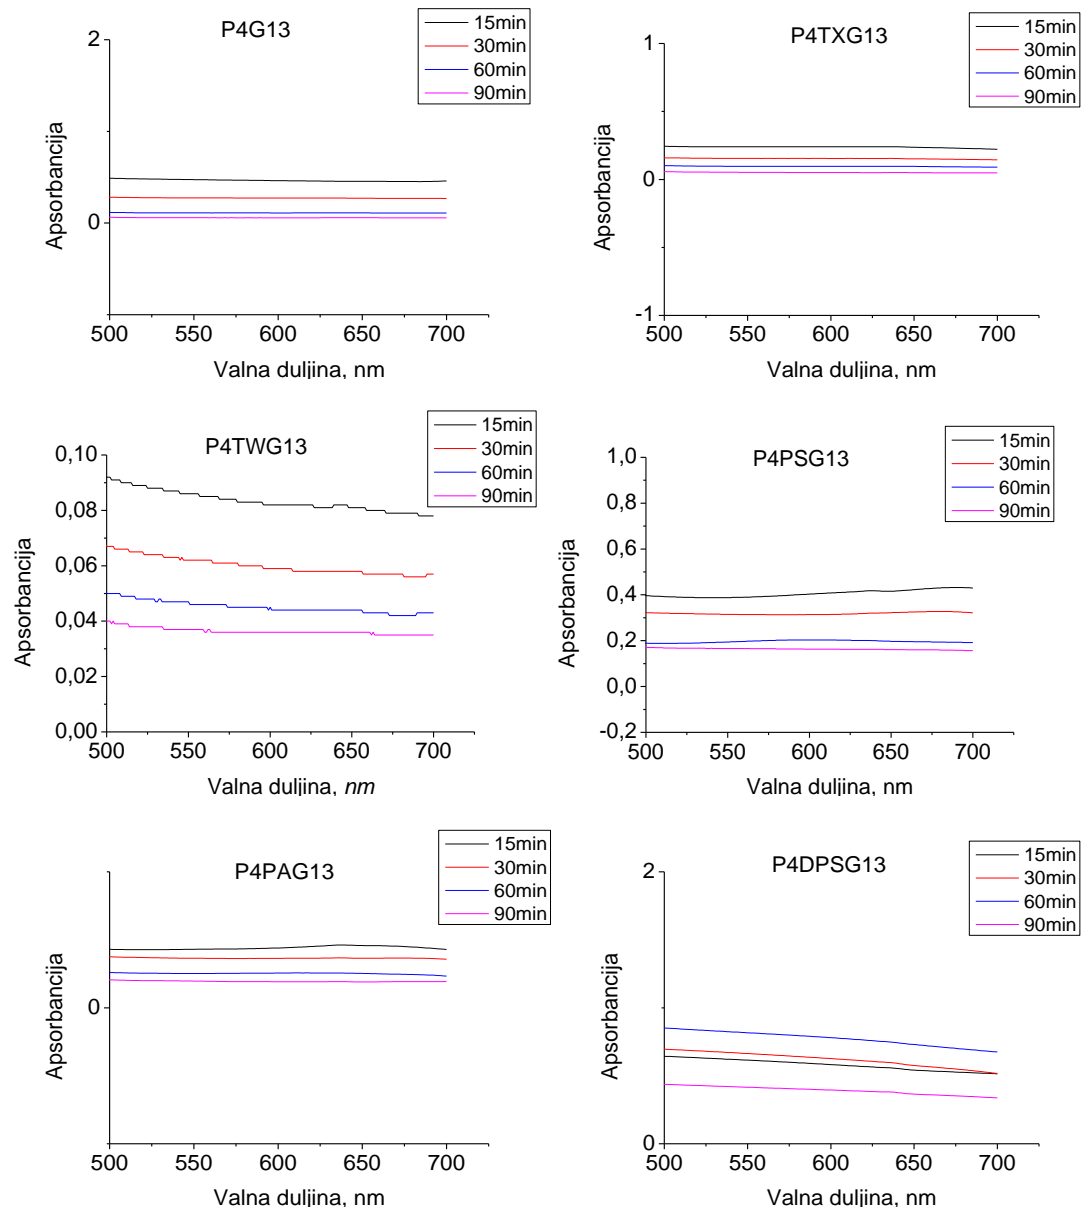 P4G13
15min
30min
60min
90min
2
0
Apsorbancija
500
550
600
650
700
Valna duljina, nm
P4TXG13
15min
30min
60min
90min
1
0
-1
Apsorbancija
500
550
600
650
700
Valna duljina, nm
P4TWG13
15min
30min
60min
90min
0,10
0,08
0,06
0,04
0,02
0,00
Apsorbancija
500
550
600
650
700
Valna duljina, nm
P4PSG13
15min
30min
60min
90min
1,0
0,8
0,6
0,4
0,2
0,0
-0,2
Apsorbancija
500
550
600
650
700
Valna duljina, nm
P4PAG13
15min
30min
60min
90min
0
Apsorbancija
500
550
600
650
700
Valna duljina, nm
P4DPSG13
15min
30min
60min
90min
2
0
Apsorbancija
500
550
600
650
700
Valna duljina, nm